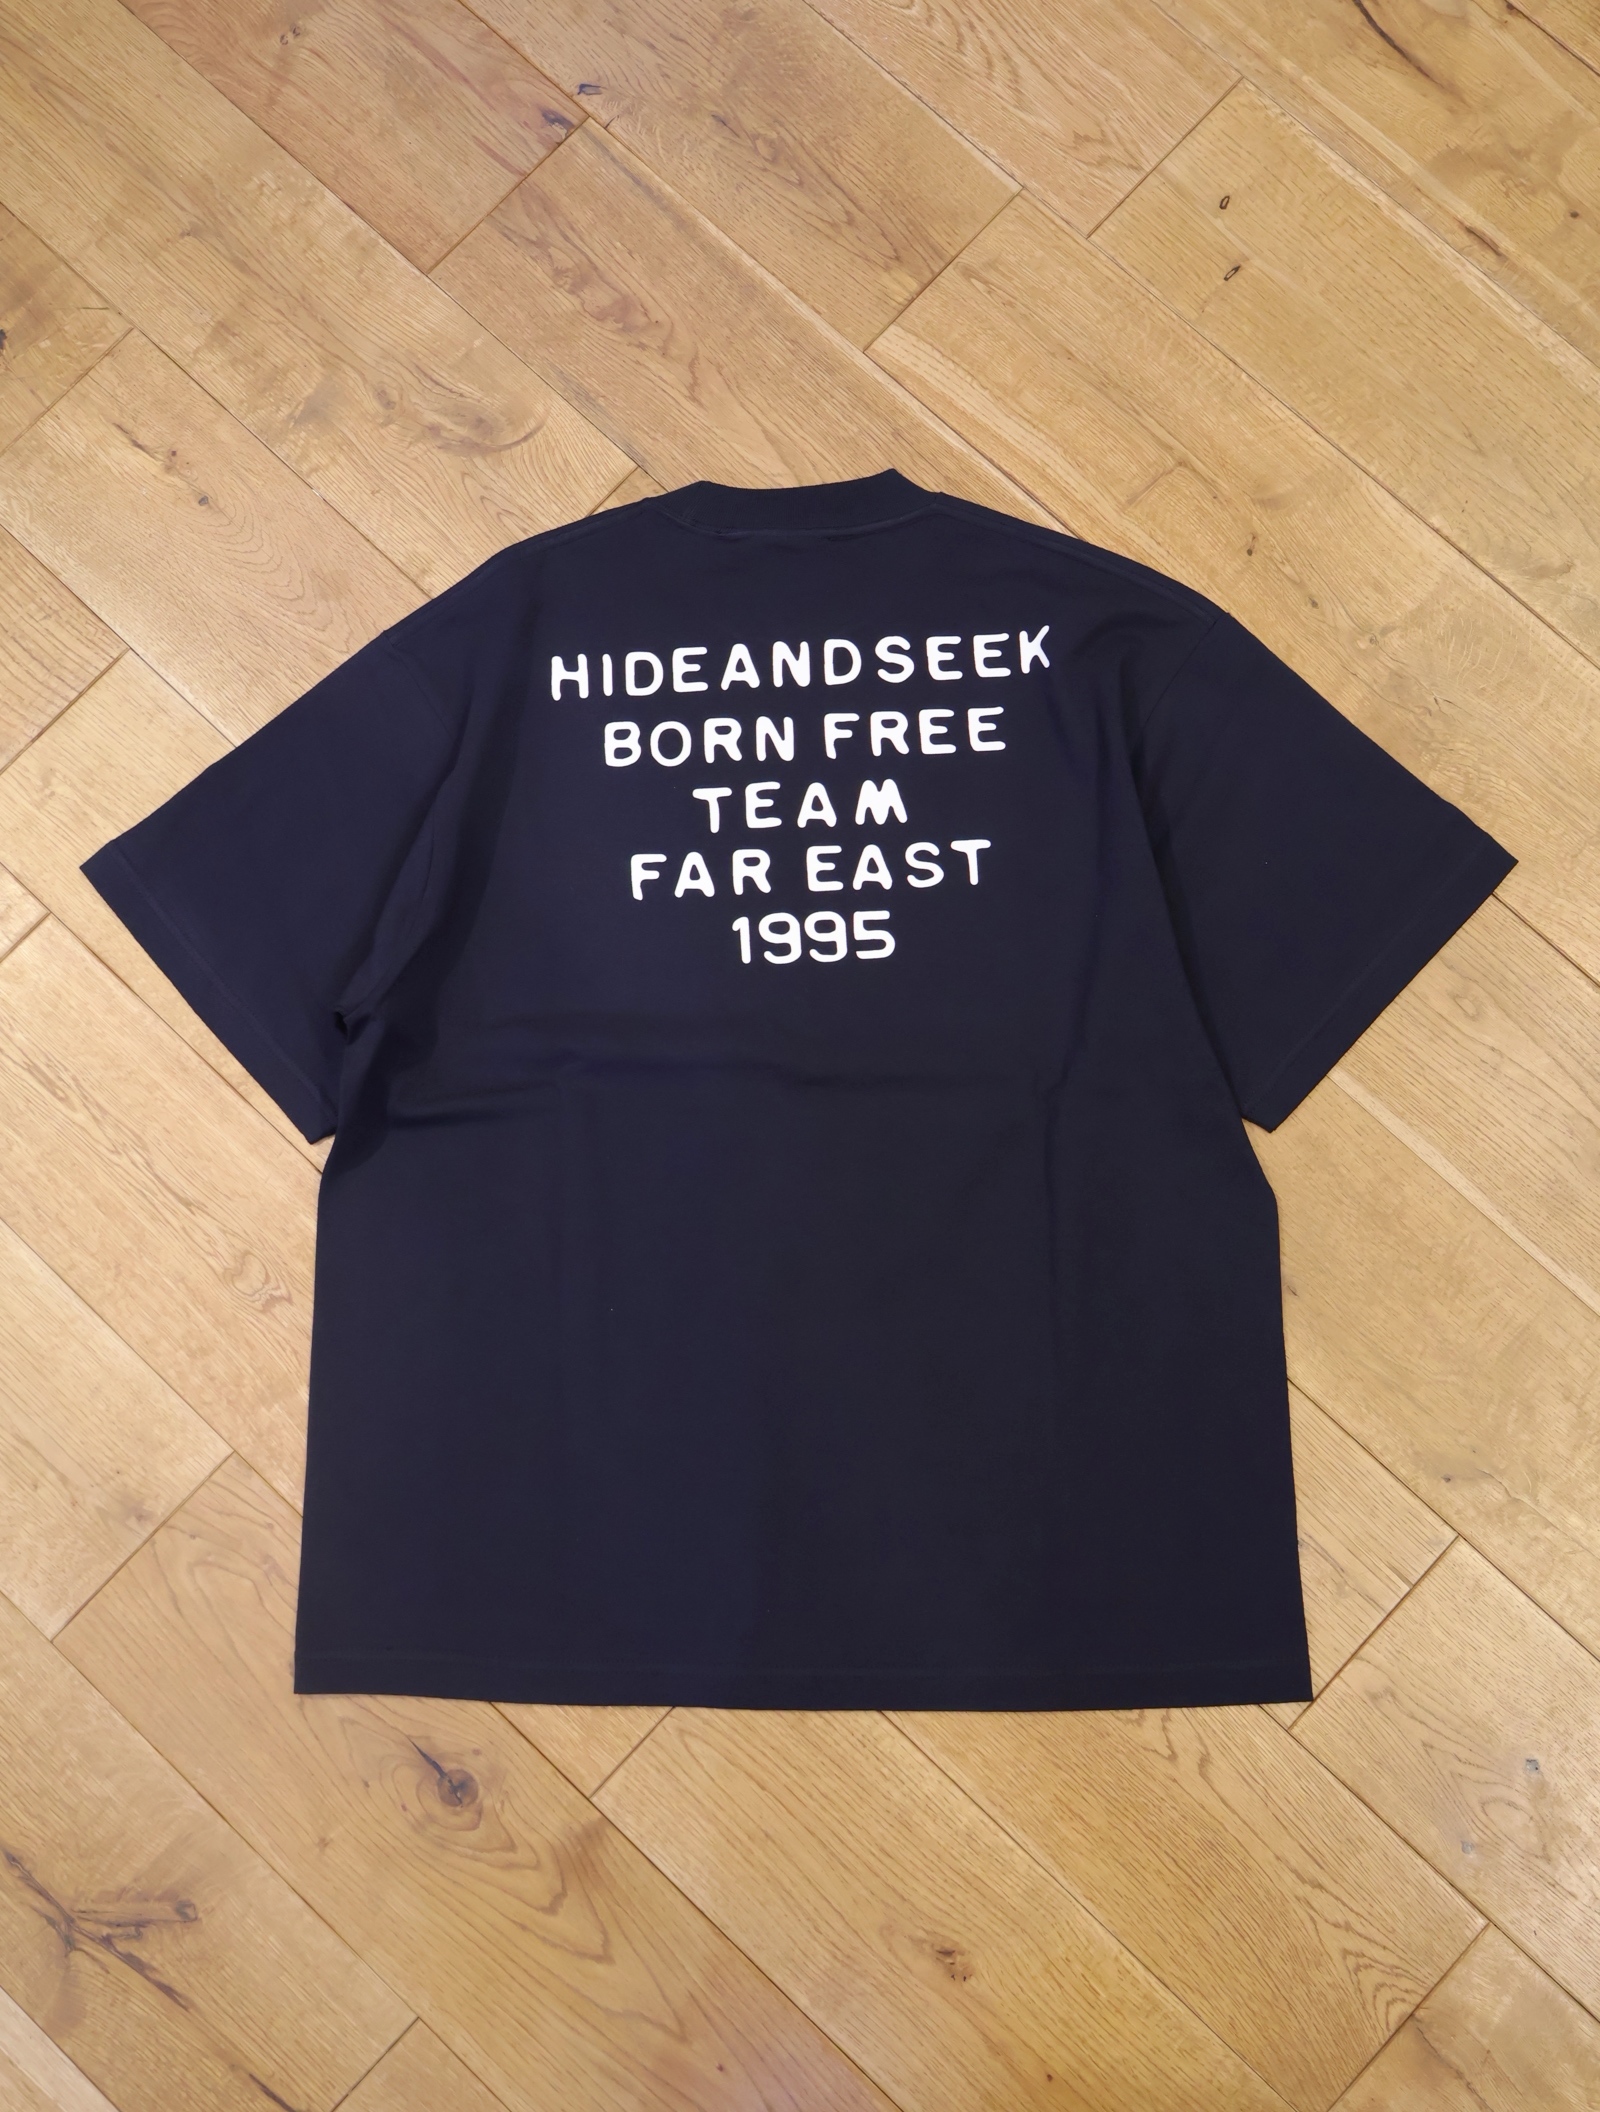 HIDEANDSEEK
BORN FREE
TEAM
FAR EAST
1995